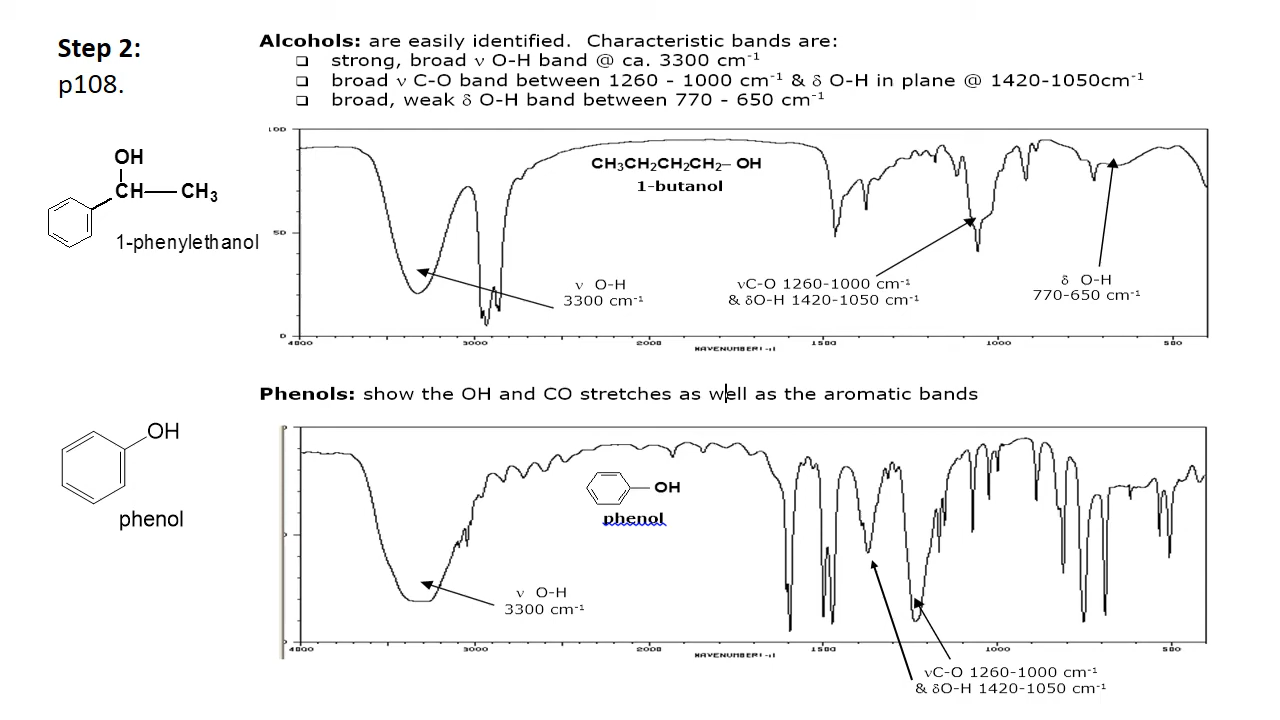 Step 2:
p108.
Alcohols: are easily identified. Characteristic bands are:
❑ strong, broad ν O-H band @ ca. 3300 cm⁻¹
❑ broad ν C-O band between 1260 - 1000 cm⁻¹ & δ O-H in plane @ 1420-1050cm⁻¹
❑ broad, weak δ O-H band between 770 - 650 cm⁻¹
OH
CH CH₃
1-phenylethanol
100
50
0
CH₃CH₂CH₂CH₂– OH
1-butanol
ν O-H
3300 cm⁻¹
νC-O 1260-1000 cm⁻¹
& δO-H 1420-1050 cm⁻¹
δ O-H
770-650 cm⁻¹
4000 3000 2000 1500 1000 500
WAVENUMBER(-1)
Phenols: show the OH and CO stretches as well as the aromatic bands
OH
phenol
OH
phenol
ν O-H
3300 cm⁻¹
4000 3000 2000 1500 1000 500
WAVENUMBER(-1)
νC-O 1260-1000 cm⁻¹
& δO-H 1420-1050 cm⁻¹